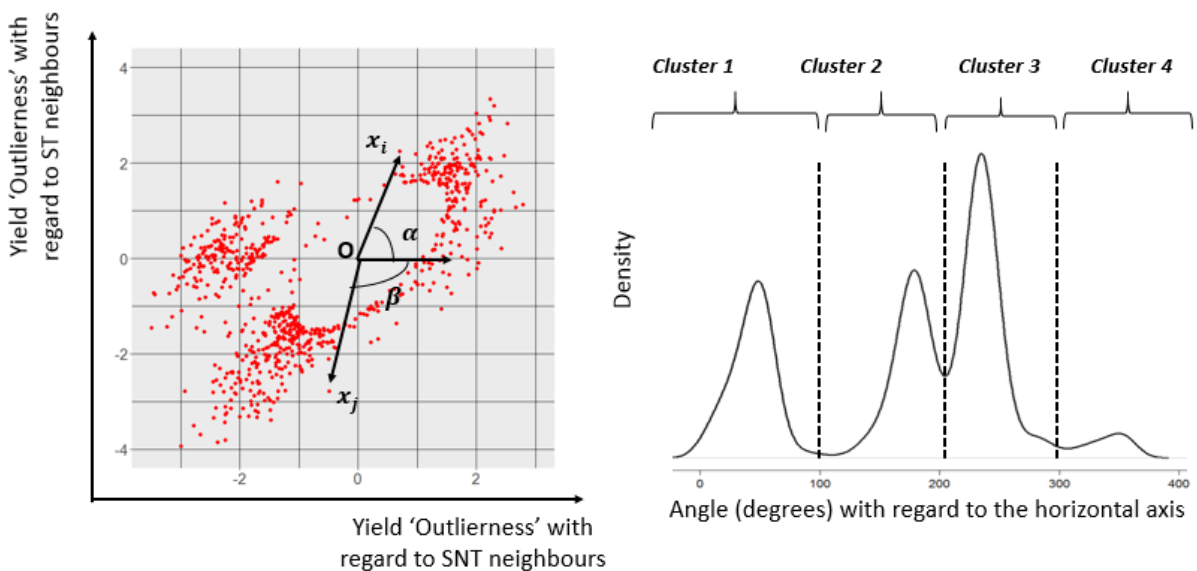 Yield ‘Outlierness’ with
regard to ST neighbours
4
2
0
-2
-4
-2
0
2
x_i
O
α
β
x_j
Yield ‘Outlierness’ with
regard to SNT neighbours
Cluster 1 Cluster 2 Cluster 3 Cluster 4
Density
0 100 200 300 400
Angle (degrees) with regard to the horizontal axis